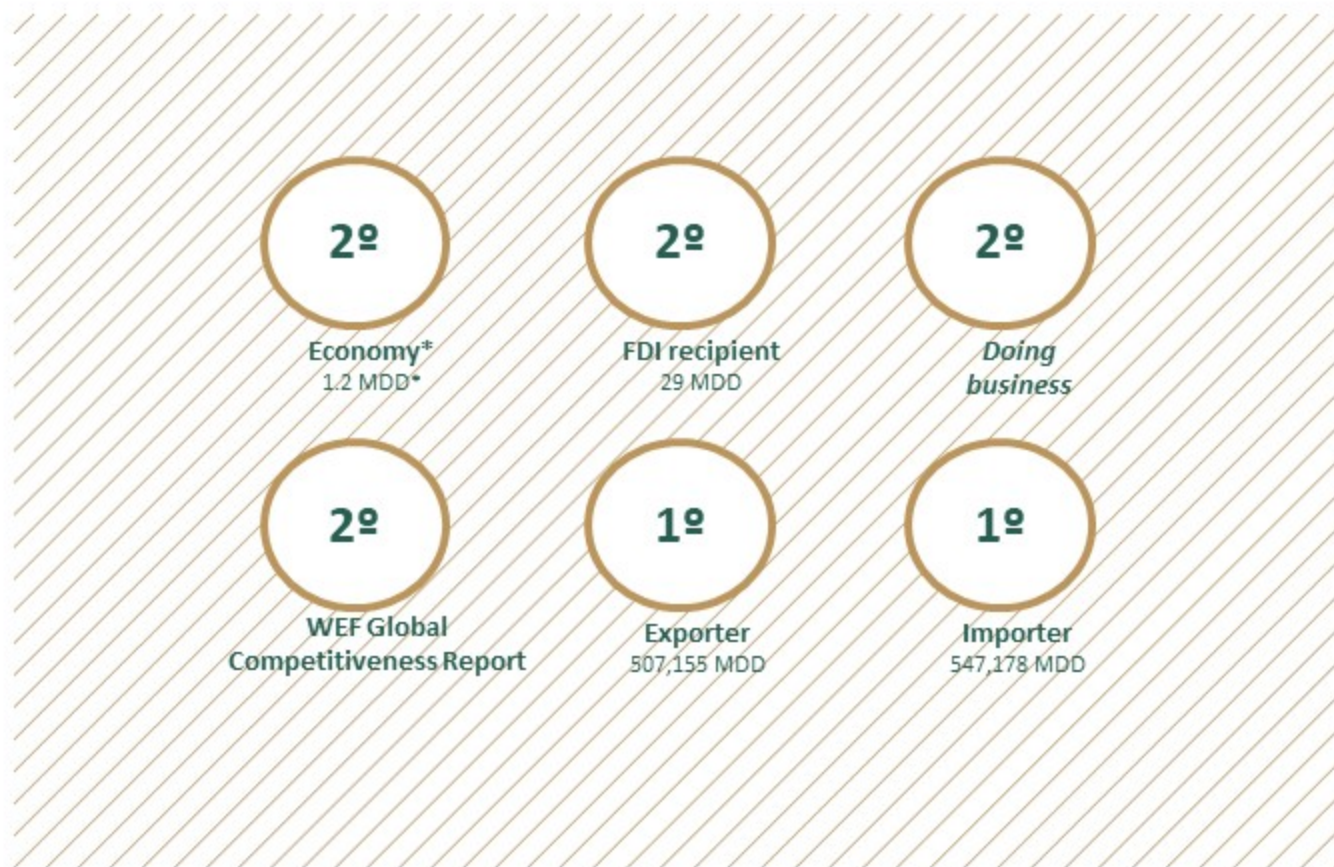 2º
2º
2º
Economy*
1.2 MDD*
FDI recipient
29 MDD
Doing
business
2º
1º
1º
WEF Global
Competitiveness Report
Exporter
507,155 MDD
Importer
547,178 MDD